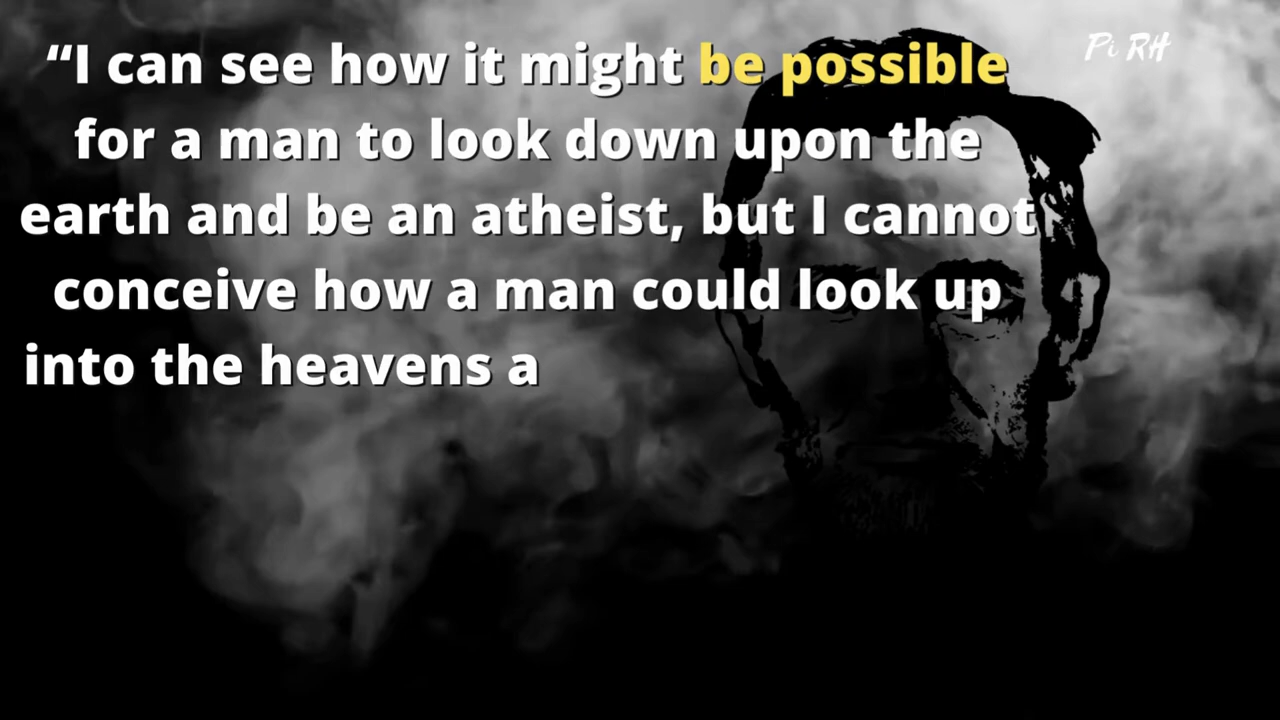 “I can see how it might be possible
for a man to look down upon the
earth and be an atheist, but I cannot
conceive how a man could look up
into the heavens a
Pi RH